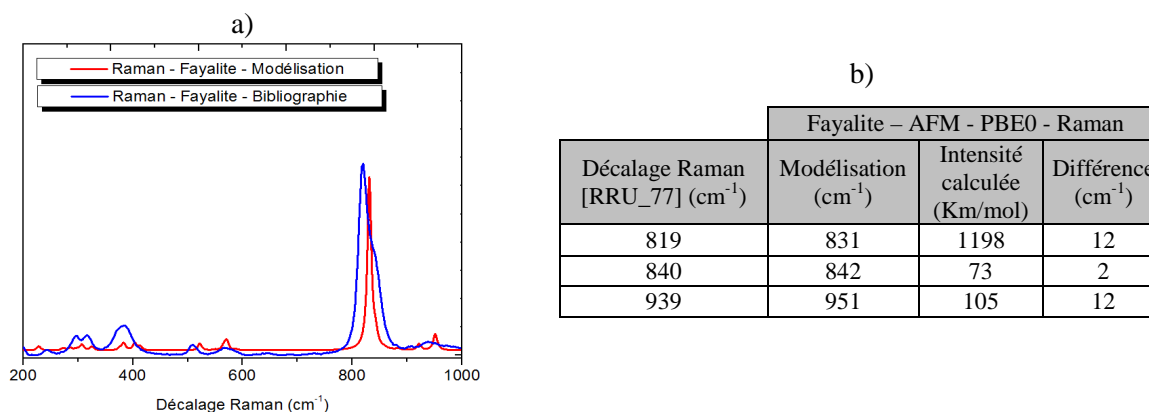 a)
Raman - Fayalite - Modélisation
Raman - Fayalite - Bibliographie
200
400
600
800
1000
Décalage Raman (cm-1)
b)
Fayalite – AFM - PBE0 - Raman
Décalage Raman
[RRU_77] (cm-1)
Modélisation
(cm-1)
Intensité
calculée
(Km/mol)
Différence
(cm-1)
819 831 1198 12
840 842 73 2
939 951 105 12